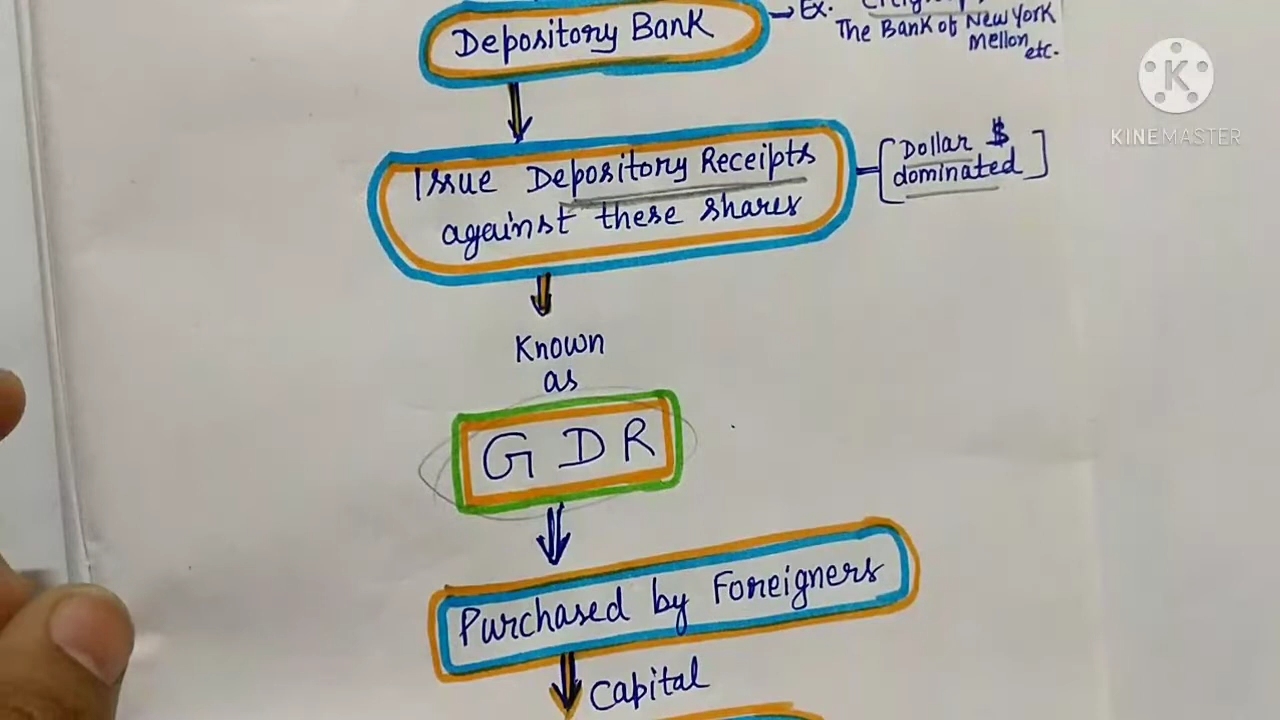 Depository Bank
→ Ex.
The Bank of New York
Mellon
etc.
Issue Depository Receipts
against these shares
[Dollar $
dominated]
Known
as
GDR
Purchased by Foreigners
Capital
KINEMASTER